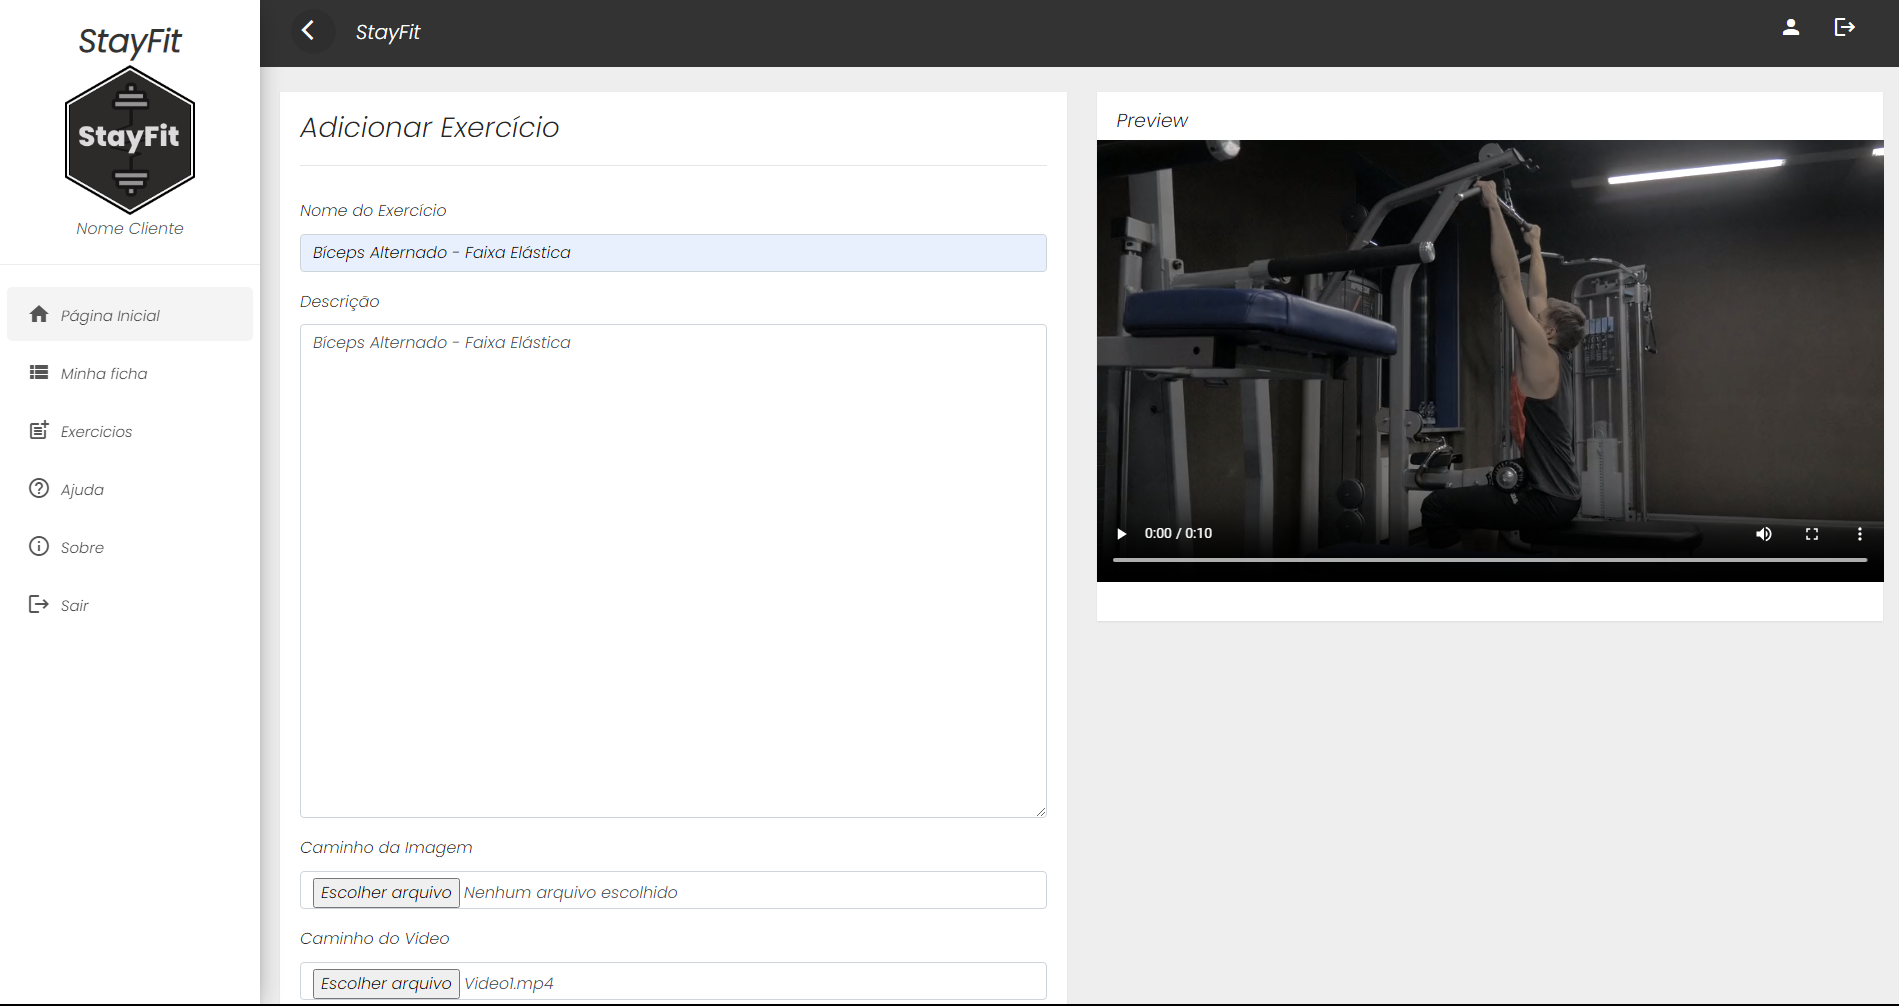 StayFit
StayFit
Nome Cliente
Página Inicial
Minha ficha
Exercicios
Ajuda
Sobre
Sair
StayFit
Adicionar Exercício
Nome do Exercício
Bíceps Alternado - Faixa Elástica
Descrição
Bíceps Alternado - Faixa Elástica
Caminho da Imagem
Escolher arquivo Nenhum arquivo escolhido
Caminho do Video
Escolher arquivo Video1.mp4
Preview
0:00 / 0:10